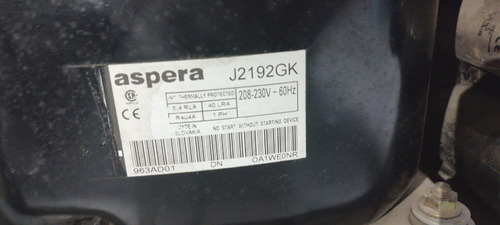 aspera J2192GK
INT. THERMALLY PROTECTED 208-230V - 60Hz
5.4 RLA 40 LRA
R404A 1 PH
MADE IN SLOVAKIA NO START WITHOUT STARTING DEVICE
963AD01 DN OA1WE0NR